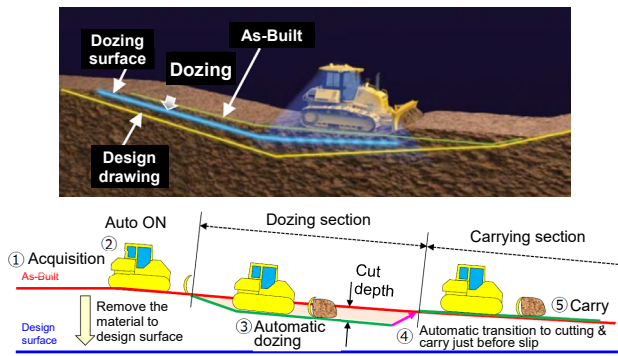 Dozing
surface
As-Built
Dozing
Design
drawing
Auto ON
②
Dozing section
Carrying section
① Acquisition
As-Built
Cut
depth
Remove the
material to
design surface
③ Automatic
dozing
④
⑤ Carry
Automatic transition to cutting &
carry just before slip
Design
surface